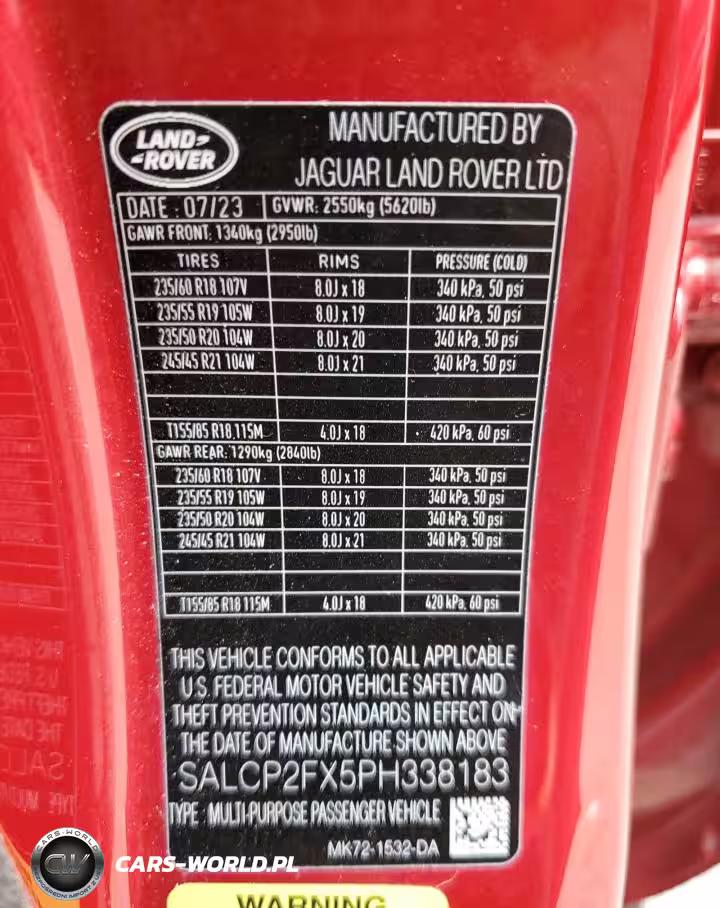 LAND ROVER
MANUFACTURED BY
JAGUAR LAND ROVER LTD
DATE : 07/23 GVWR: 2550kg (5620lb)
GAWR FRONT: 1340kg (2950lb)
TIRES RIMS PRESSURE (COLD)
235/60 R18 107V 8.0J x 18 340 kPa, 50 psi
235/55 R19 105W 8.0J x 19 340 kPa, 50 psi
235/50 R20 104W 8.0J x 20 340 kPa, 50 psi
245/45 R21 104W 8.0J x 21 340 kPa, 50 psi
T155/85 R18 115M 4.0J x 18 420 kPa, 60 psi
GAWR REAR: 1290kg (2840lb)
235/60 R18 107V 8.0J x 18 340 kPa, 50 psi
235/55 R19 105W 8.0J x 19 340 kPa, 50 psi
235/50 R20 104W 8.0J x 20 340 kPa, 50 psi
245/45 R21 104W 8.0J x 21 340 kPa, 50 psi
T155/85 R18 115M 4.0J x 18 420 kPa, 60 psi
THIS VEHICLE CONFORMS TO ALL APPLICABLE
U.S. FEDERAL MOTOR VEHICLE SAFETY AND
THEFT PREVENTION STANDARDS IN EFFECT ON
THE DATE OF MANUFACTURE SHOWN ABOVE
SALCP2FX5PH338183
TYPE : MULTI-PURPOSE PASSENGER VEHICLE
MK72-1532-DA
CARS-WORLD
CW
CARS-WORLD.PL
WARNING